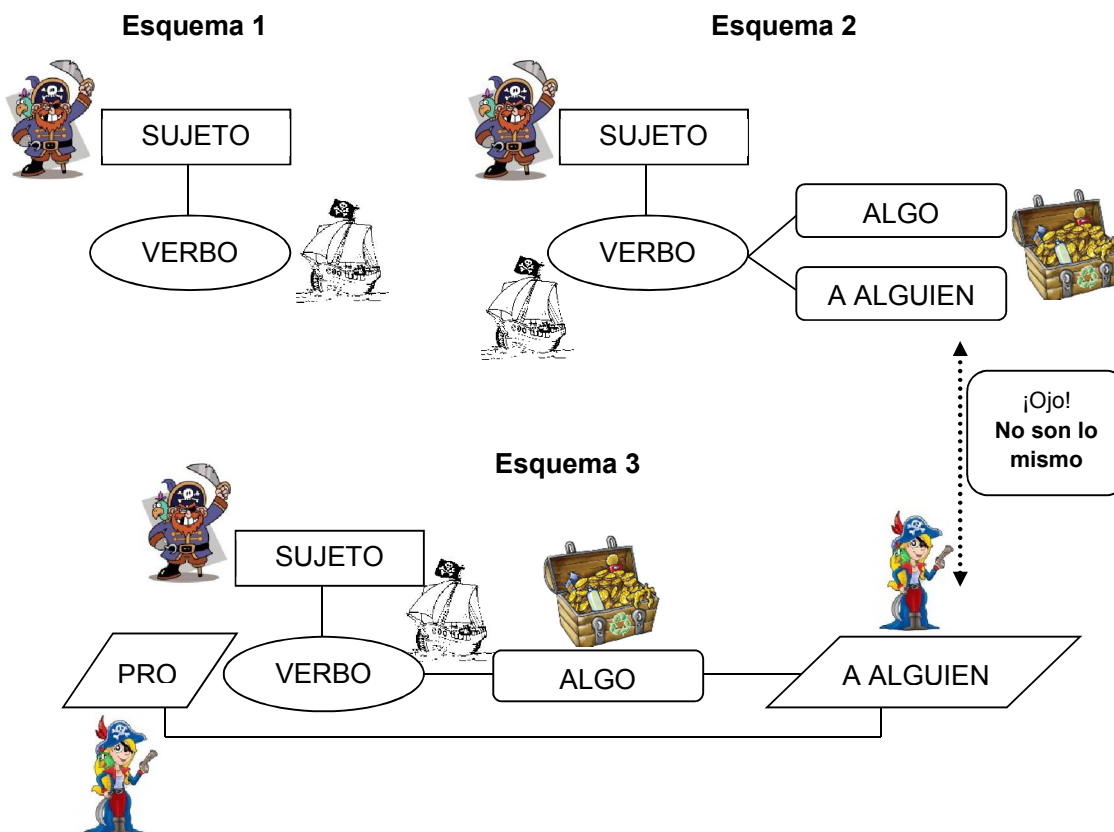 Esquema 1
SUJETO
VERBO
Esquema 2
SUJETO
VERBO
ALGO
A ALGUIEN
¡Ojo!
No son lo
mismo
Esquema 3
SUJETO
PRO
VERBO
ALGO
A ALGUIEN